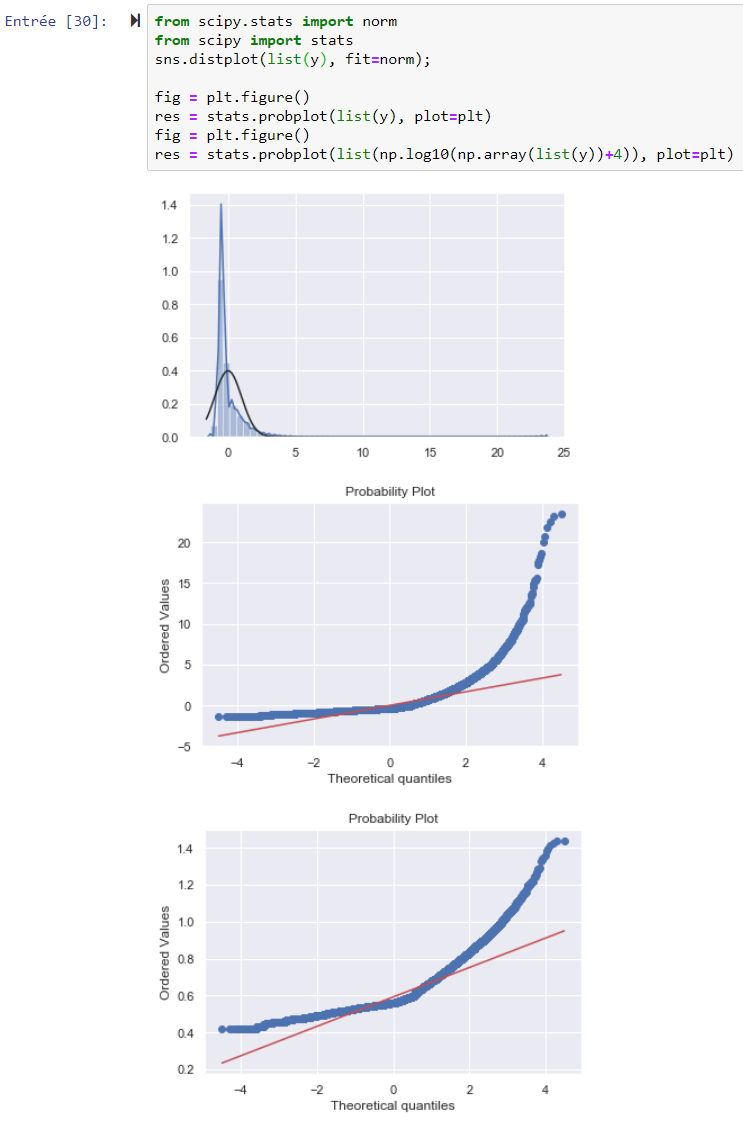 Entrée [30]:
from scipy.stats import norm
from scipy import stats
sns.distplot(list(y), fit=norm);
fig = plt.figure()
res = stats.probplot(list(y), plot=plt)
fig = plt.figure()
res = stats.probplot(list(np.log10(np.array(list(y))+4)), plot=plt)
1.4
1.2
1.0
0.8
0.6
0.4
0.2
0.0
0 5 10 15 20 25
Probability Plot
Ordered Values
20
15
10
5
0
−5
−4 −2 0 2 4
Theoretical quantiles
Probability Plot
Ordered Values
1.4
1.2
1.0
0.8
0.6
0.4
0.2
−4 −2 0 2 4
Theoretical quantiles